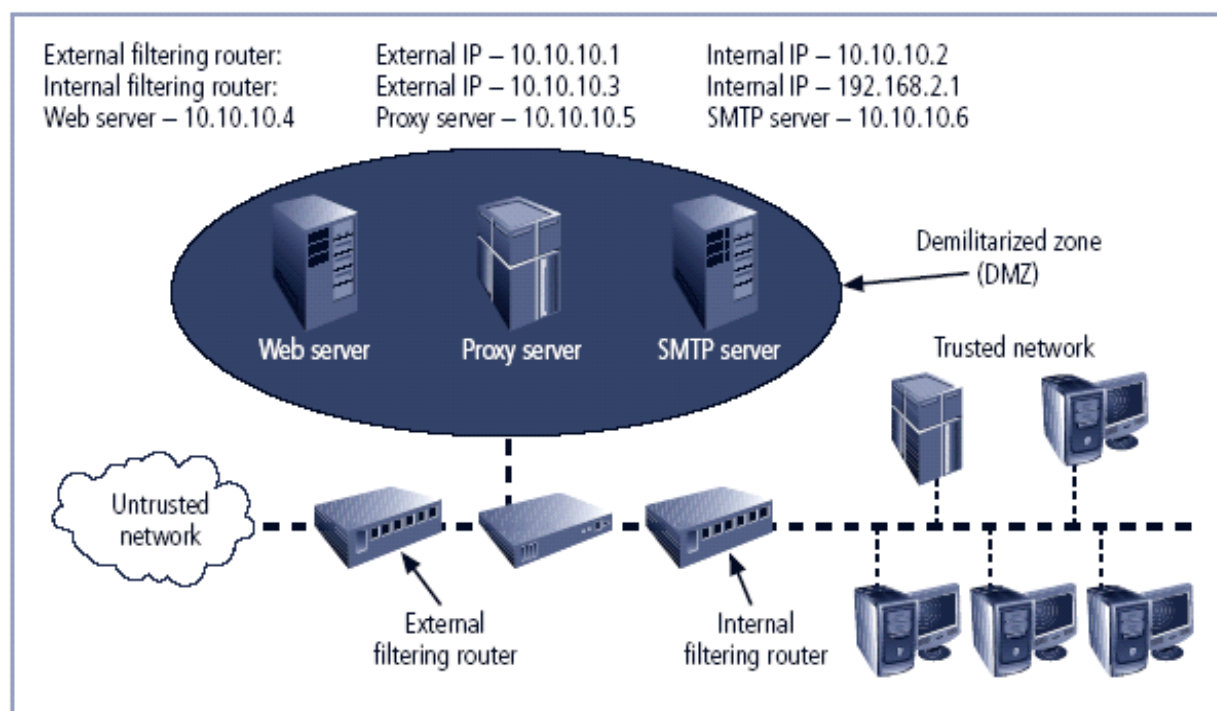 External filtering router: External IP – 10.10.10.1 Internal IP – 10.10.10.2
Internal filtering router: External IP – 10.10.10.3 Internal IP – 192.168.2.1
Web server – 10.10.10.4 Proxy server – 10.10.10.5 SMTP server – 10.10.10.6
Demilitarized zone
(DMZ)
Web server Proxy server SMTP server
Trusted network
Untrusted
network
External
filtering router
Internal
filtering router